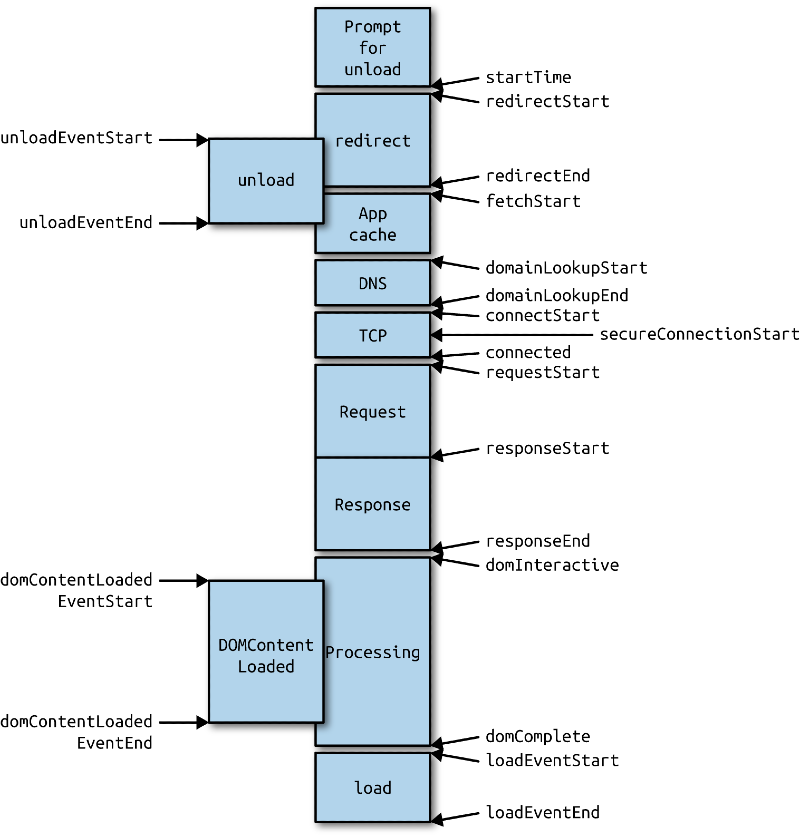 Prompt
for
unload
startTime
redirectStart
unloadEventStart
redirect
unload
redirectEnd
fetchStart
unloadEventEnd
App
cache
domainLookupStart
DNS
domainLookupEnd
connectStart
TCP
secureConnectionStart
connected
requestStart
Request
responseStart
Response
responseEnd
domInteractive
domContentLoaded
EventStart
DOMContent
Loaded
Processing
domContentLoaded
EventEnd
domComplete
loadEventStart
load
loadEventEnd